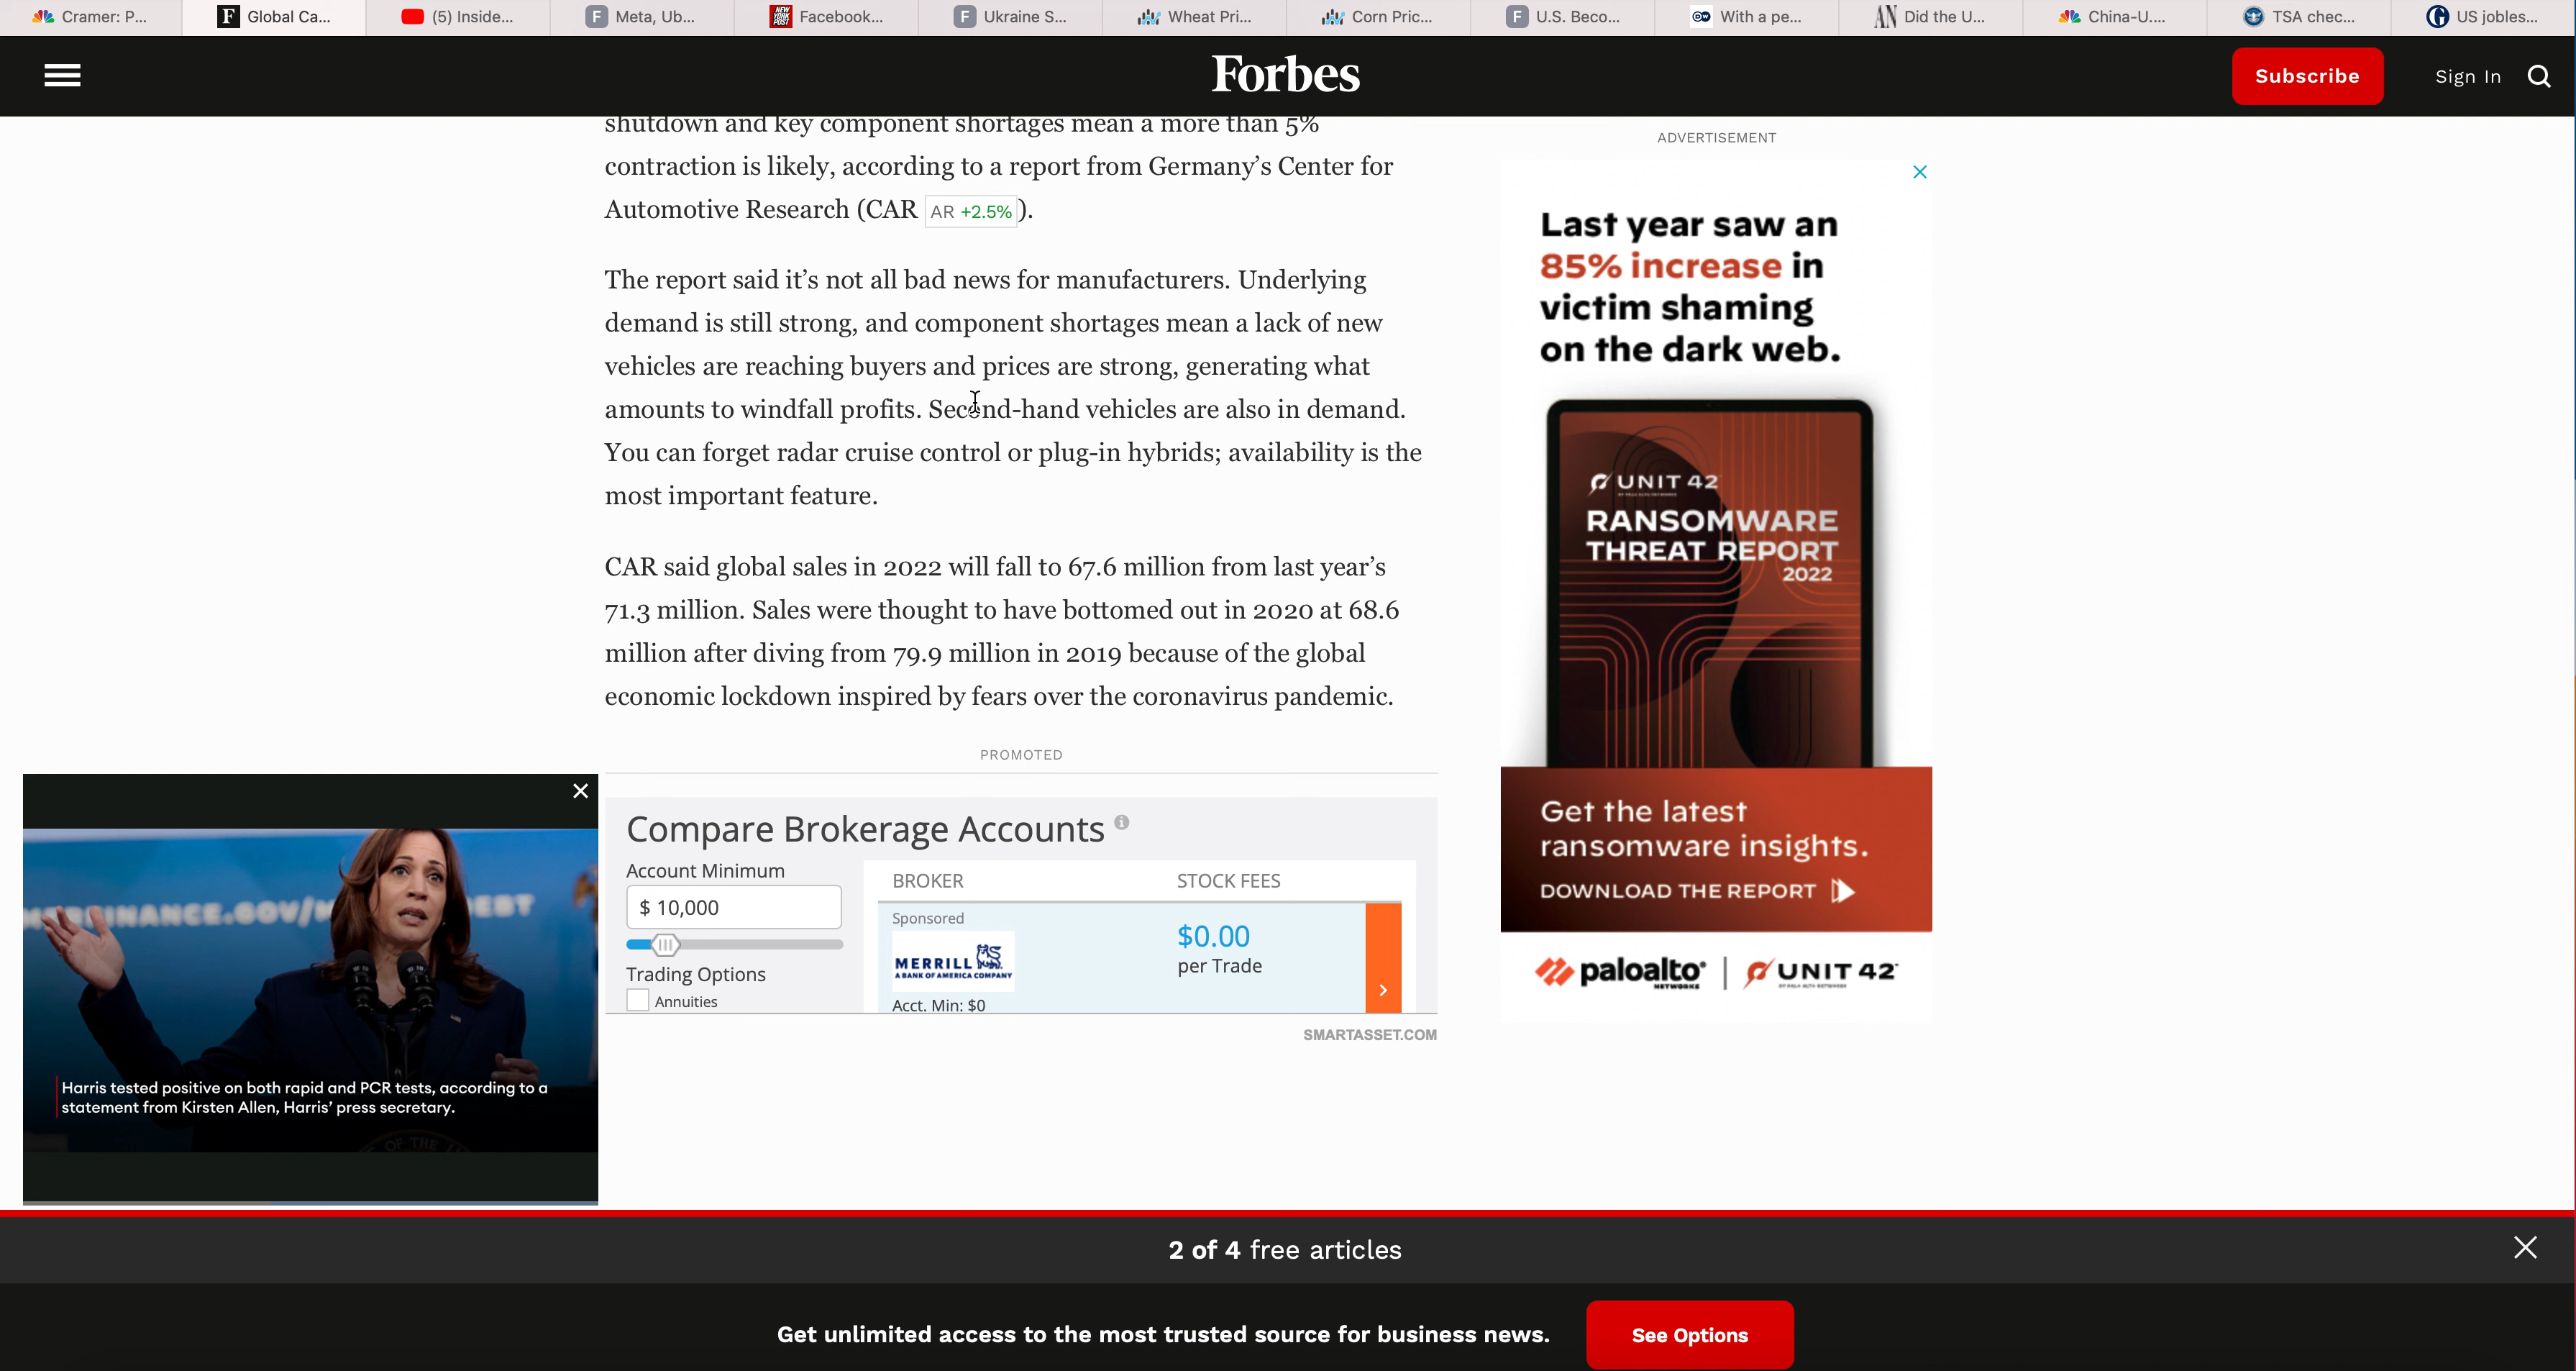 Cramer: P...
Global Ca...
(5) Inside...
Meta, Ub...
Facebook...
Ukraine S...
Wheat Pri...
Corn Pric...
U.S. Beco...
With a pe...
Did the U...
China-U....
TSA chec...
US jobles...
Forbes
Subscribe
Sign In
shutdown and key component shortages mean a more than 5%
contraction is likely, according to a report from Germany’s Center for
Automotive Research (CAR AR +2.5% ).
The report said it’s not all bad news for manufacturers. Underlying
demand is still strong, and component shortages mean a lack of new
vehicles are reaching buyers and prices are strong, generating what
amounts to windfall profits. Second-hand vehicles are also in demand.
You can forget radar cruise control or plug-in hybrids; availability is the
most important feature.
CAR said global sales in 2022 will fall to 67.6 million from last year’s
71.3 million. Sales were thought to have bottomed out in 2020 at 68.6
million after diving from 79.9 million in 2019 because of the global
economic lockdown inspired by fears over the coronavirus pandemic.
PROMOTED
Compare Brokerage Accounts
Account Minimum
$ 10,000
Trading Options
Annuities
BROKER
STOCK FEES
Sponsored
MERRILL
A BANK OF AMERICA COMPANY
Acct. Min: $0
$0.00
per Trade
SMARTASSET.COM
ADVERTISEMENT
Last year saw an
85% increase in
victim shaming
on the dark web.
UNIT 42
RANSOMWARE
THREAT REPORT
2022
Get the latest
ransomware insights.
DOWNLOAD THE REPORT
paloalto
NETWORKS
UNIT 42
Harris tested positive on both rapid and PCR tests, according to a
statement from Kirsten Allen, Harris’ press secretary.
2 of 4 free articles
Get unlimited access to the most trusted source for business news.
See Options